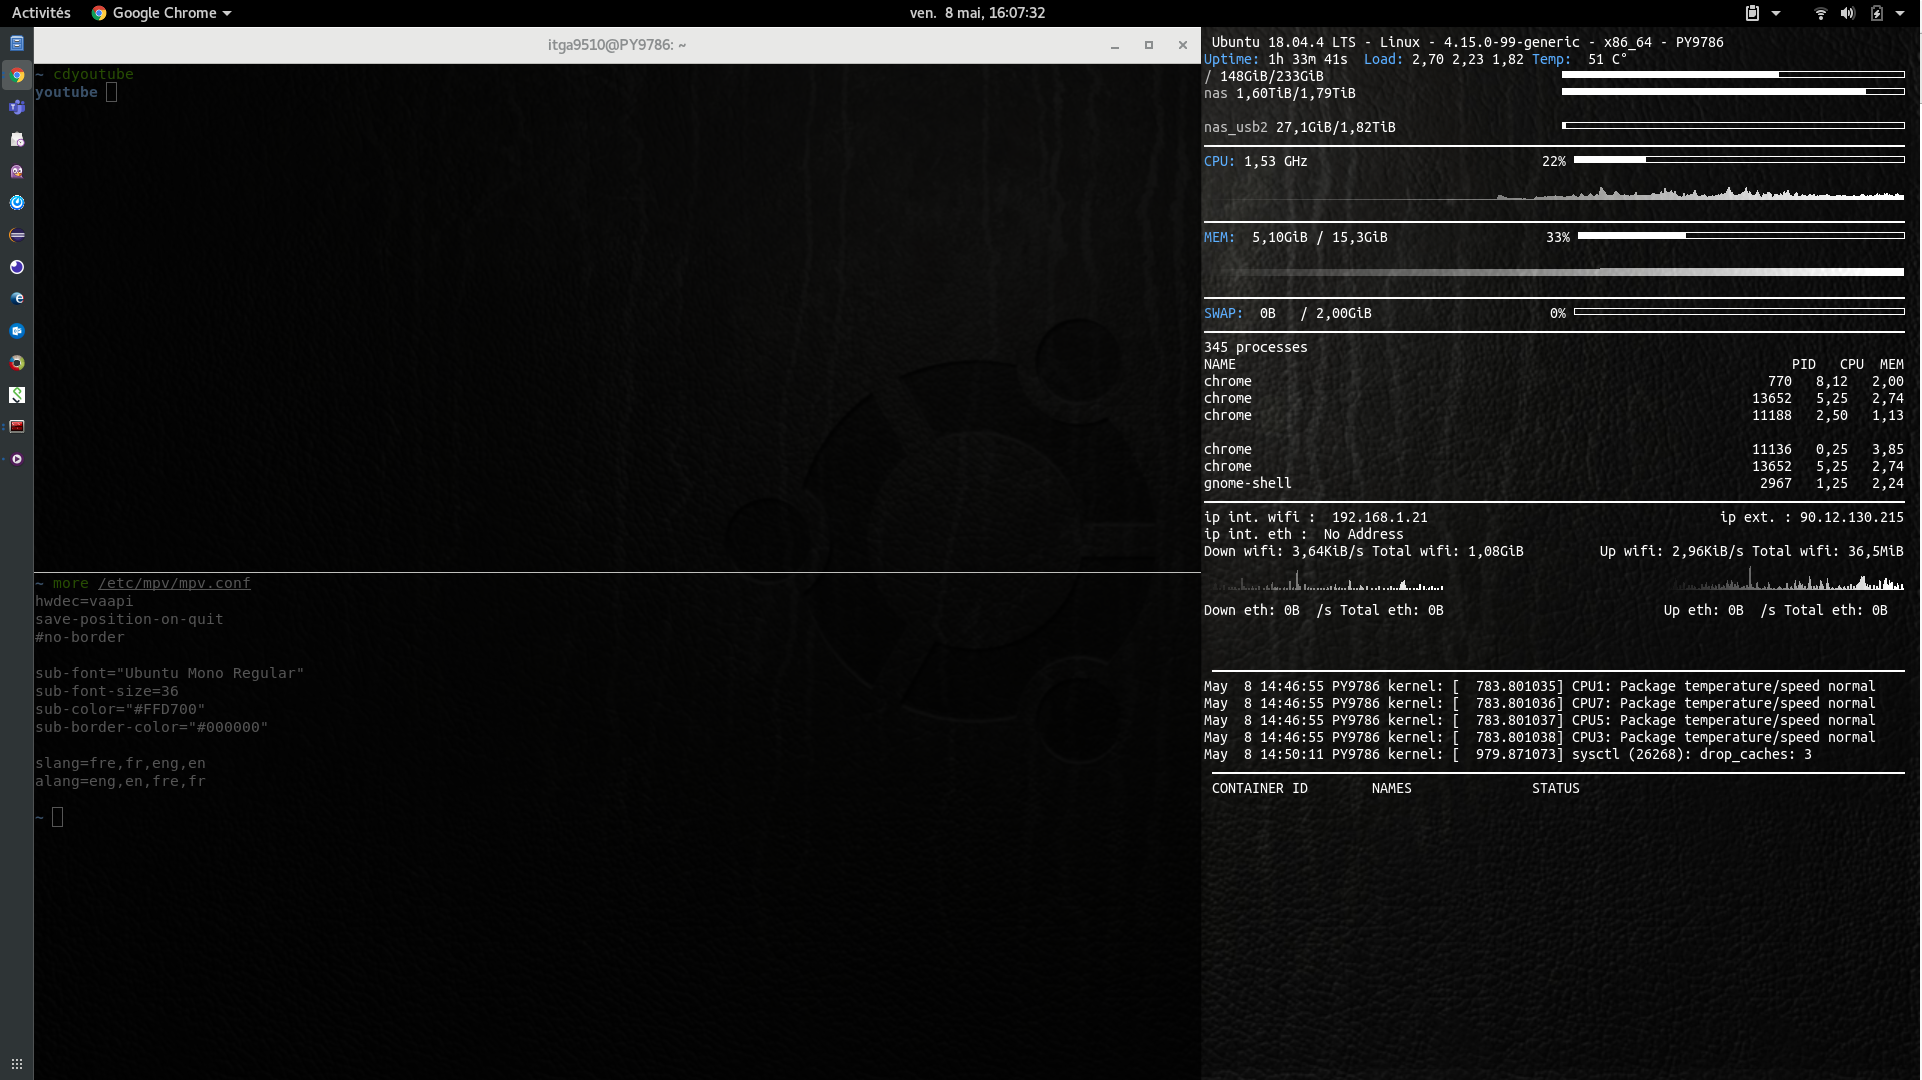 Activités Google Chrome ven. 8 mai, 16:07:32
itga9510@PY9786: ~
~ cdyoutube
youtube
~ more /etc/mpv/mpv.conf
hwdec=vaapi
save-position-on-quit
#no-border
sub-font="Ubuntu Mono Regular"
sub-font-size=36
sub-color="#FFD700"
sub-border-color="#000000"
slang=fre,fr,eng,en
alang=eng,en,fre,fr
~
Ubuntu 18.04.4 LTS - Linux - 4.15.0-99-generic - x86_64 - PY9786
Uptime: 1h 33m 41s Load: 2,70 2,23 1,82 Temp: 51 C°
/ 148GiB/233GiB
nas 1,60TiB/1,79TiB
nas_usb2 27,1GiB/1,82TiB
CPU: 1,53 GHz 22%
MEM: 5,10GiB / 15,3GiB 33%
SWAP: 0B / 2,00GiB 0%
345 processes
NAME PID CPU MEM
chrome 770 8,12 2,00
chrome 13652 5,25 2,74
chrome 11188 2,50 1,13
chrome 11136 0,25 3,85
chrome 13652 5,25 2,74
gnome-shell 2967 1,25 2,24
ip int. wifi : 192.168.1.21 ip ext. : 90.12.130.215
ip int. eth : No Address
Down wifi: 3,64KiB/s Total wifi: 1,08GiB Up wifi: 2,96KiB/s Total wifi: 36,5MiB
Down eth: 0B /s Total eth: 0B Up eth: 0B /s Total eth: 0B
May 8 14:46:55 PY9786 kernel: [ 783.801035] CPU1: Package temperature/speed normal
May 8 14:46:55 PY9786 kernel: [ 783.801036] CPU7: Package temperature/speed normal
May 8 14:46:55 PY9786 kernel: [ 783.801037] CPU5: Package temperature/speed normal
May 8 14:46:55 PY9786 kernel: [ 783.801038] CPU3: Package temperature/speed normal
May 8 14:50:11 PY9786 kernel: [ 979.871073] sysctl (26268): drop_caches: 3
CONTAINER ID NAMES STATUS